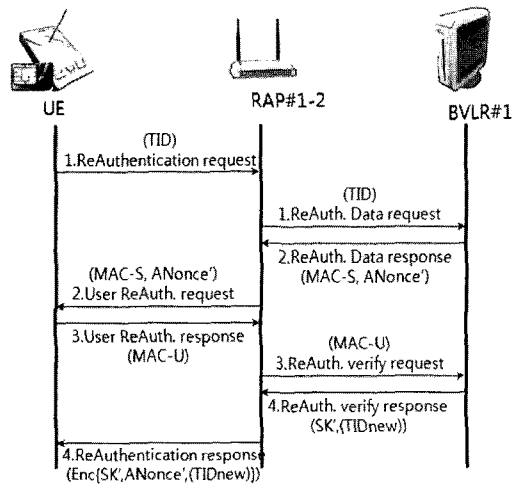 UE
RAP#1-2
BVLR#1
(TID)
1.ReAuthentication request
(TID)
1.ReAuth. Data request
2.ReAuth. Data response
(MAC-S, ANonce')
(MAC-S, ANonce')
2.User ReAuth. request
3.User ReAuth. response
(MAC-U)
(MAC-U)
3.ReAuth. verify request
4.ReAuth. verify response
(SK',(TIDnew))
4.ReAuthentication response
(Enc{SK',ANonce',(TIDnew)})